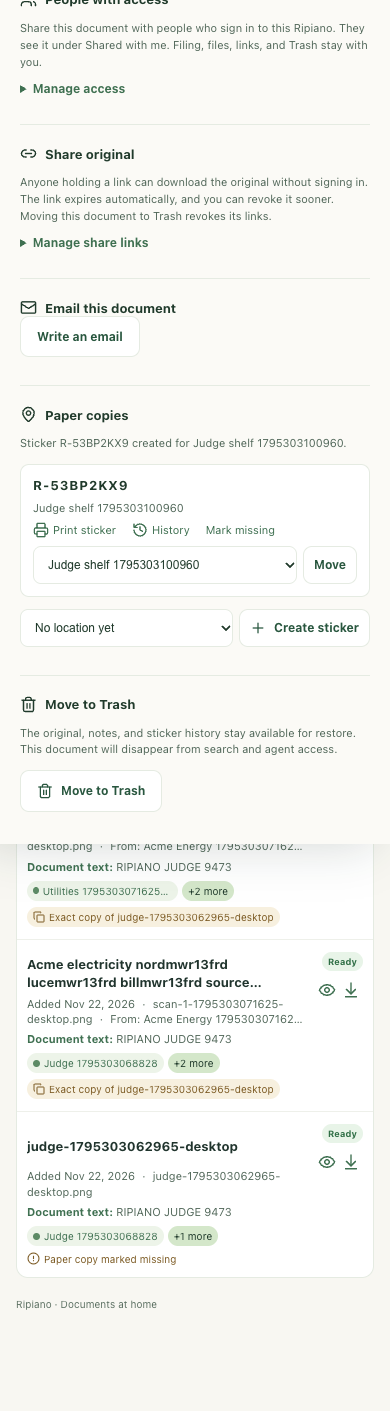 People with access
Share this document with people who sign in to this Ripiano. They
see it under Shared with me. Filing, files, links, and Trash stay with
you.
Manage access
Share original
Anyone holding a link can download the original without signing in.
The link expires automatically, and you can revoke it sooner.
Moving this document to Trash revokes its links.
Manage share links
Email this document
Write an email
Paper copies
Sticker R-53BP2KX9 created for Judge shelf 1795303100960.
R-53BP2KX9
Judge shelf 1795303100960
Print sticker History Mark missing
Judge shelf 1795303100960 Move
No location yet Create sticker
Move to Trash
The original, notes, and sticker history stay available for restore.
This document will disappear from search and agent access.
Move to Trash
desktop.png · From: Acme Energy 179530307162...
Document text: RIPIANO JUDGE 9473
Utilities 1795303071625... +2 more
Exact copy of judge-1795303062965-desktop
Acme electricity nordmwr13frd Ready
lucemwr13frd billmwr13frd source...
Added Nov 22, 2026 · scan-1-1795303071625-
desktop.png · From: Acme Energy 179530307162...
Document text: RIPIANO JUDGE 9473
Judge 1795303068828 +2 more
Exact copy of judge-1795303062965-desktop
Ready
judge-1795303062965-desktop
Added Nov 22, 2026 · judge-1795303062965-
desktop.png
Document text: RIPIANO JUDGE 9473
Judge 1795303068828 +1 more
Paper copy marked missing
Ripiano · Documents at home